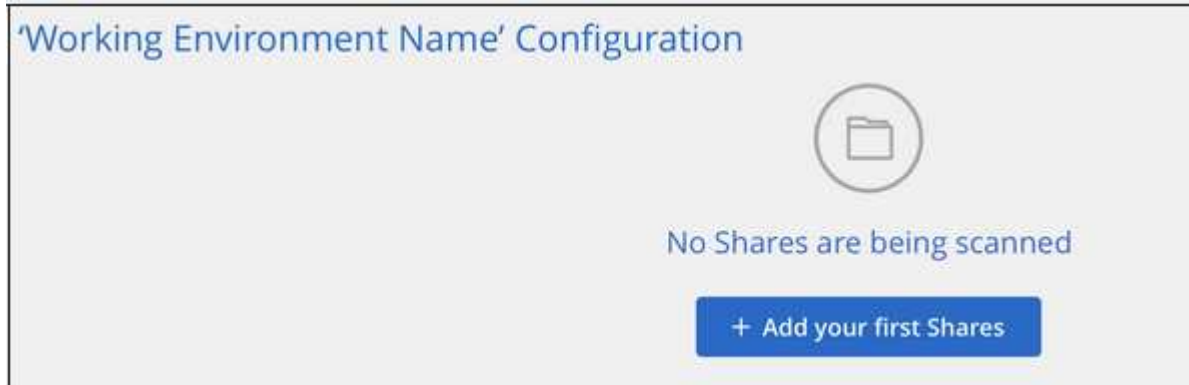 ‘Working Environment Name’ Configuration
No Shares are being scanned
+ Add your first Shares